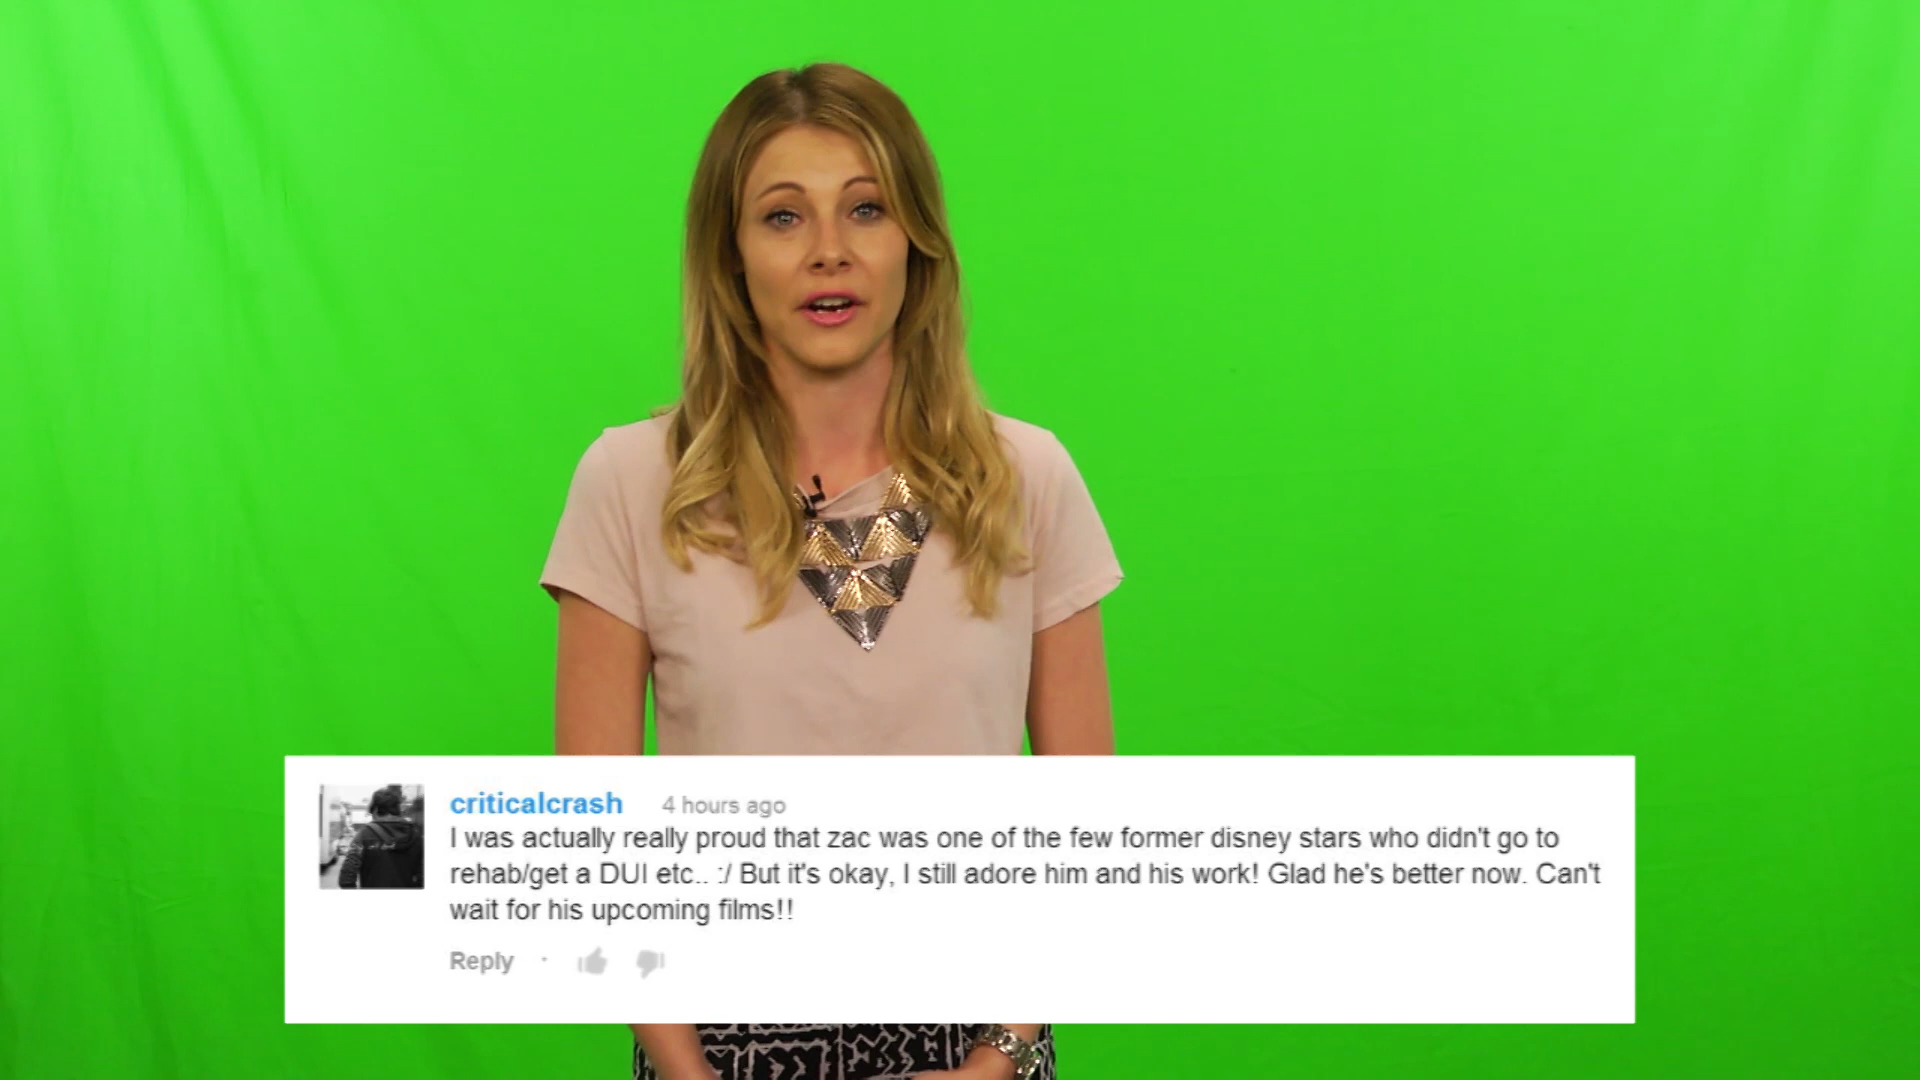 criticalcrash 4 hours ago
I was actually really proud that zac was one of the few former disney stars who didn't go to
rehab/get a DUI etc.. :/ But it's okay, I still adore him and his work! Glad he's better now. Can't
wait for his upcoming films!!
Reply ·